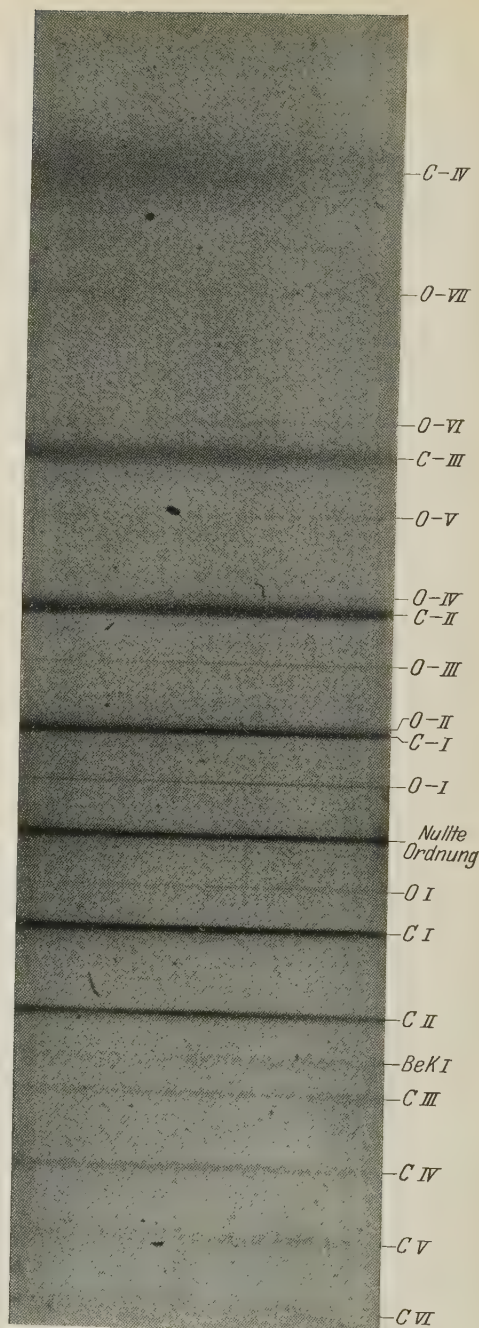 C-IV
O-VII
O-VI
C-III
O-V
O-IV
C-II
O-III
O-II
C-I
O-I
Nullte
Ordnung
O I
C I
C II
BeK I
C III
C IV
C V
C VI